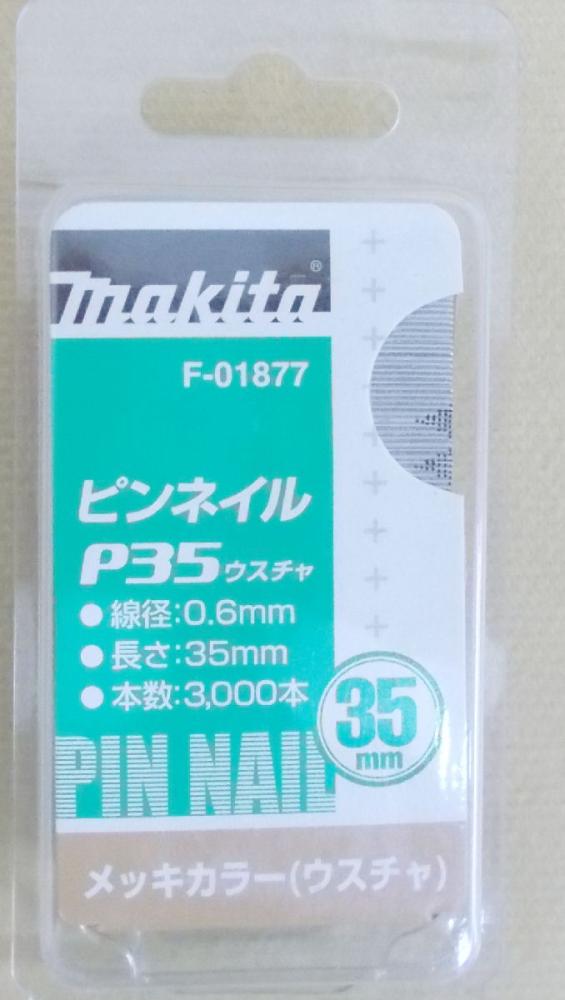 makita®
F-01877
ピンネイル
P35ウスチャ
●線径:0.6mm
●長さ:35mm
●本数:3,000本
35
mm
PIN NAIL
メッキカラー(ウスチャ)